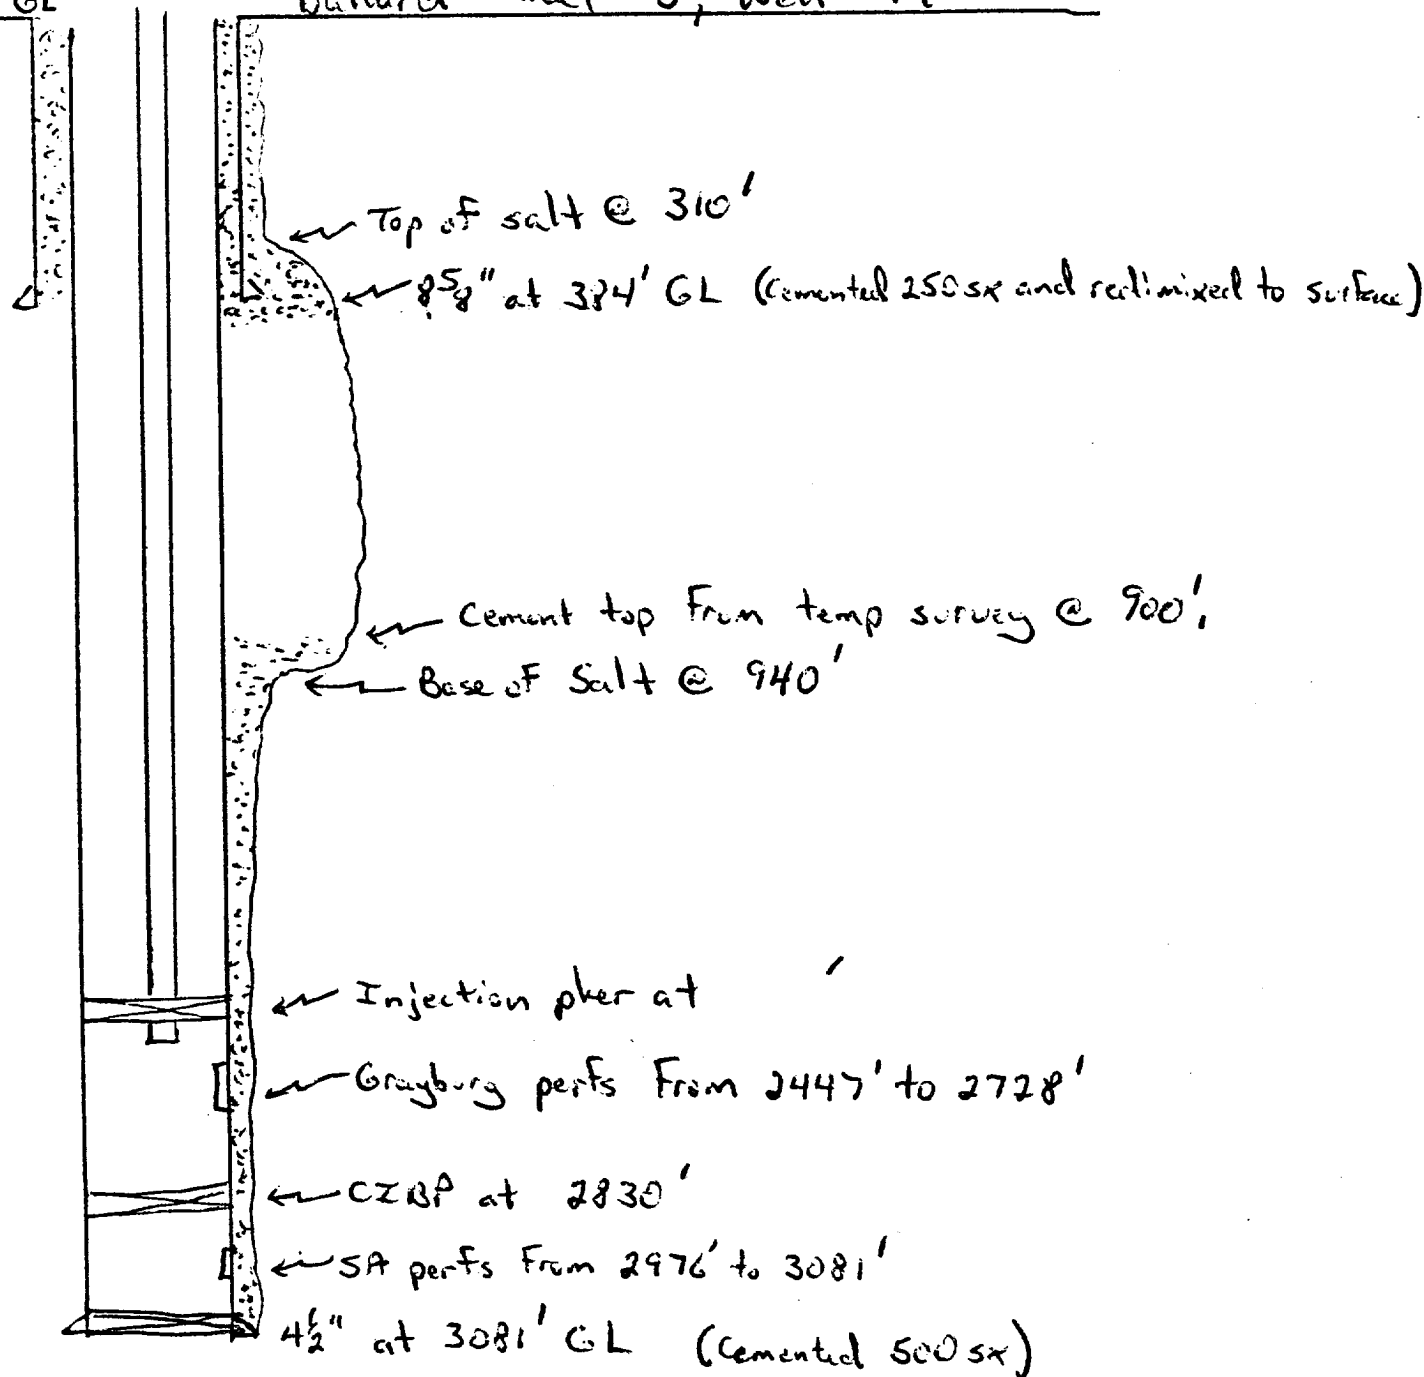 GL
Top of salt @ 310'
8 5/8" at 384' GL (Cemented 250 sx and redimixed to surface)
Cement top From temp survey @ 900'.
Base of Salt @ 940'
Injection pker at '
Grayburg perfs From 2447' to 2728'
CIBP at 2830'
SA perfs From 2976' to 3081'
4 1/2" at 3081' GL (Cemented 500 sx)